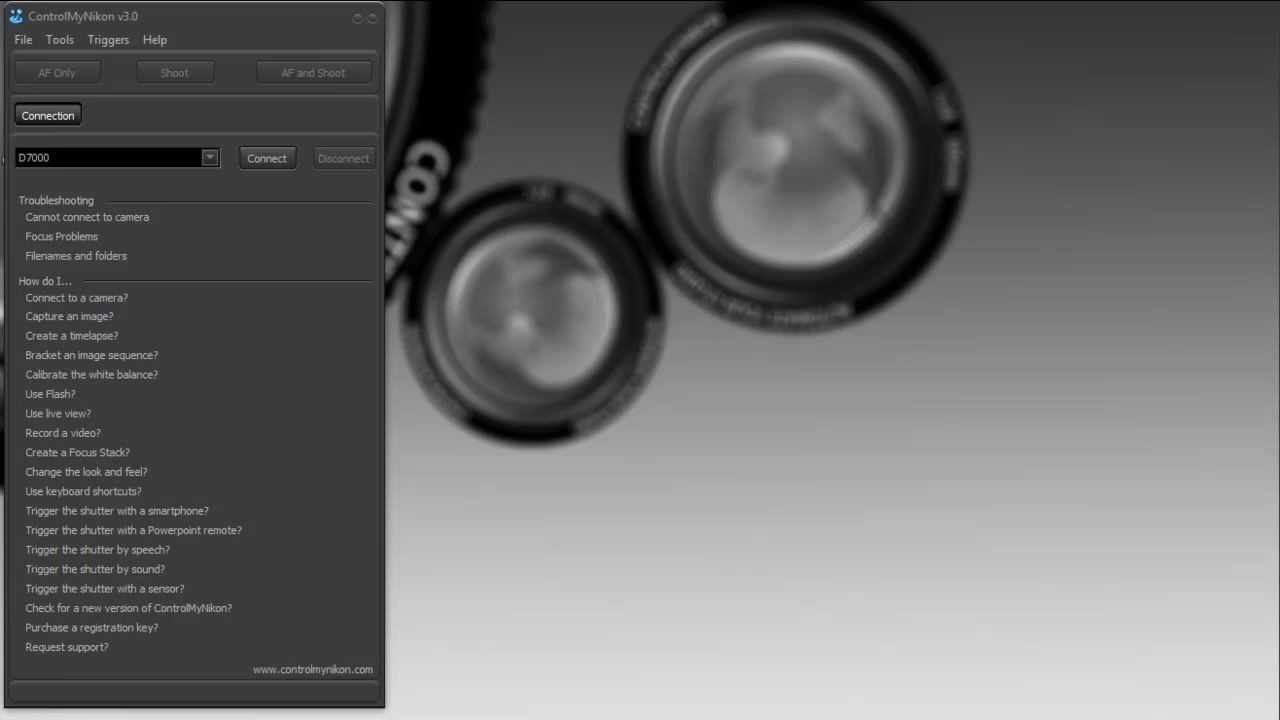 ControlMyNikon v3.0
File Tools Triggers Help
AF Only Shoot AF and Shoot
Connection
D7000 Connect Disconnect
Troubleshooting
Cannot connect to camera
Focus Problems
Filenames and folders
How do I...
Connect to a camera?
Capture an image?
Create a timelapse?
Bracket an image sequence?
Calibrate the white balance?
Use Flash?
Use live view?
Record a video?
Create a Focus Stack?
Change the look and feel?
Use keyboard shortcuts?
Trigger the shutter with a smartphone?
Trigger the shutter with a Powerpoint remote?
Trigger the shutter by speech?
Trigger the shutter by sound?
Trigger the shutter with a sensor?
Check for a new version of ControlMyNikon?
Purchase a registration key?
Request support?
www.controlmynikon.com
CONT